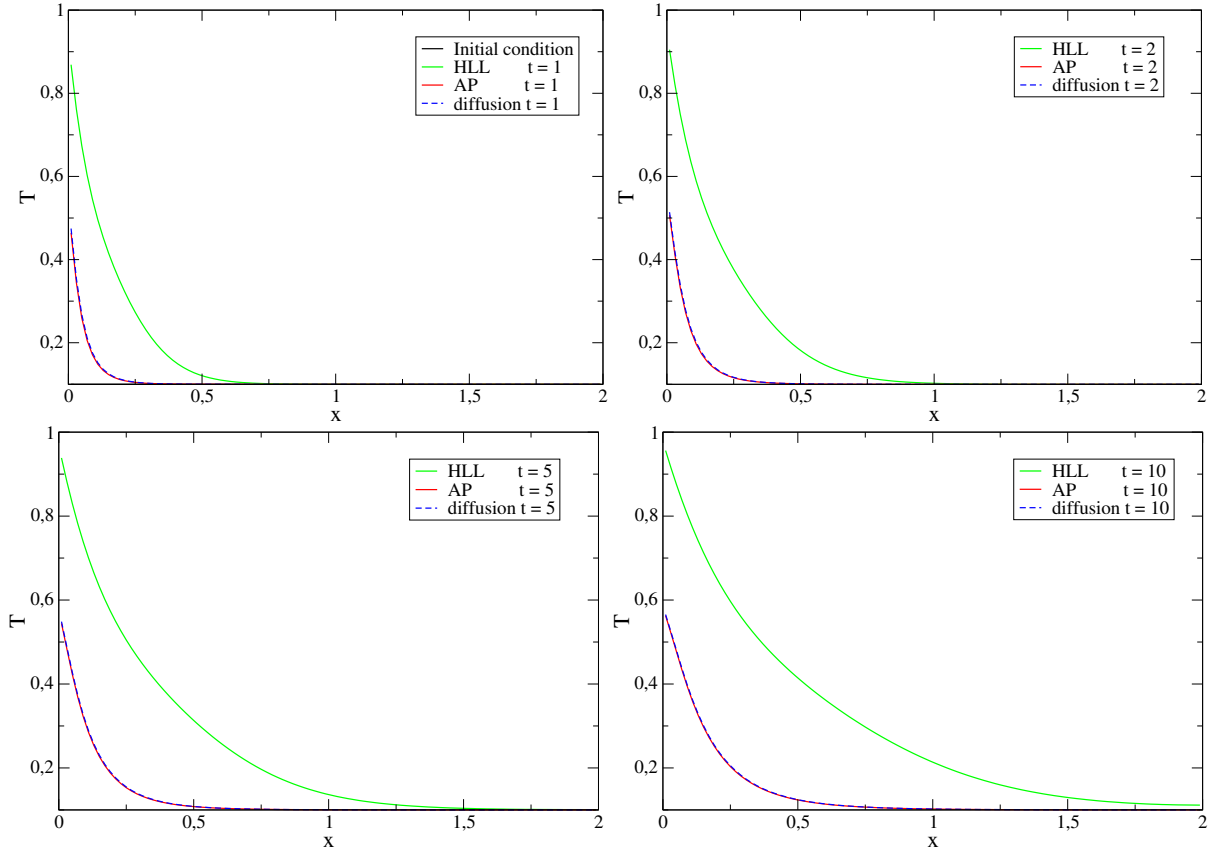 1
0,8
0,6
0,4
0,2
T
0 0,5 1 1,5 2
x
Initial condition
HLL t = 1
AP t = 1
diffusion t = 1
1
0,8
0,6
0,4
0,2
T
0 0,5 1 1,5 2
x
HLL t = 2
AP t = 2
diffusion t = 2
1
0,8
0,6
0,4
0,2
T
0 0,5 1 1,5 2
x
HLL t = 5
AP t = 5
diffusion t = 5
1
0,8
0,6
0,4
0,2
T
0 0,5 1 1,5 2
x
HLL t = 10
AP t = 10
diffusion t = 10